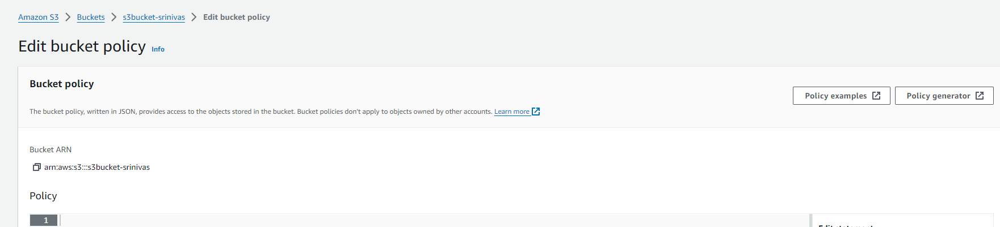 Amazon S3 > Buckets > s3bucket-srinivas > Edit bucket policy
Edit bucket policy Info
Bucket policy
Policy examples
Policy generator
The bucket policy, written in JSON, provides access to the objects stored in the bucket. Bucket policies don't apply to objects owned by other accounts. Learn more
Bucket ARN
arn:aws:s3:::s3bucket-srinivas
Policy
1
Edit statement